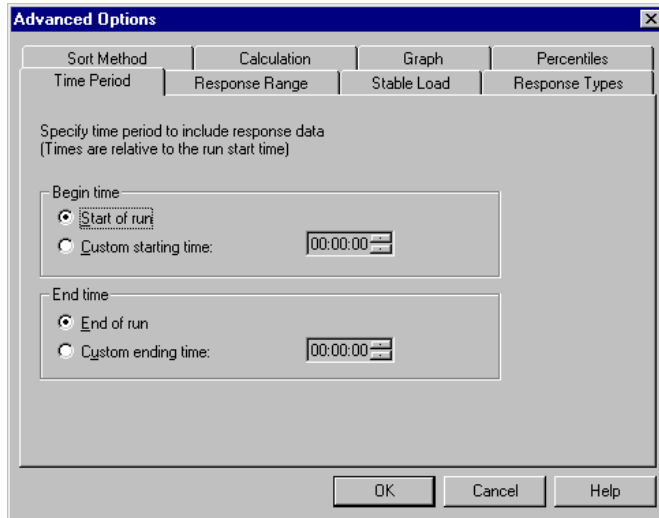 Advanced Options
Sort Method Calculation Graph Percentiles
Time Period Response Range Stable Load Response Types
Specify time period to include response data
(Times are relative to the run start time)
Begin time
Start of run
Custom starting time: 00:00:00
End time
End of run
Custom ending time: 00:00:00
OK Cancel Help